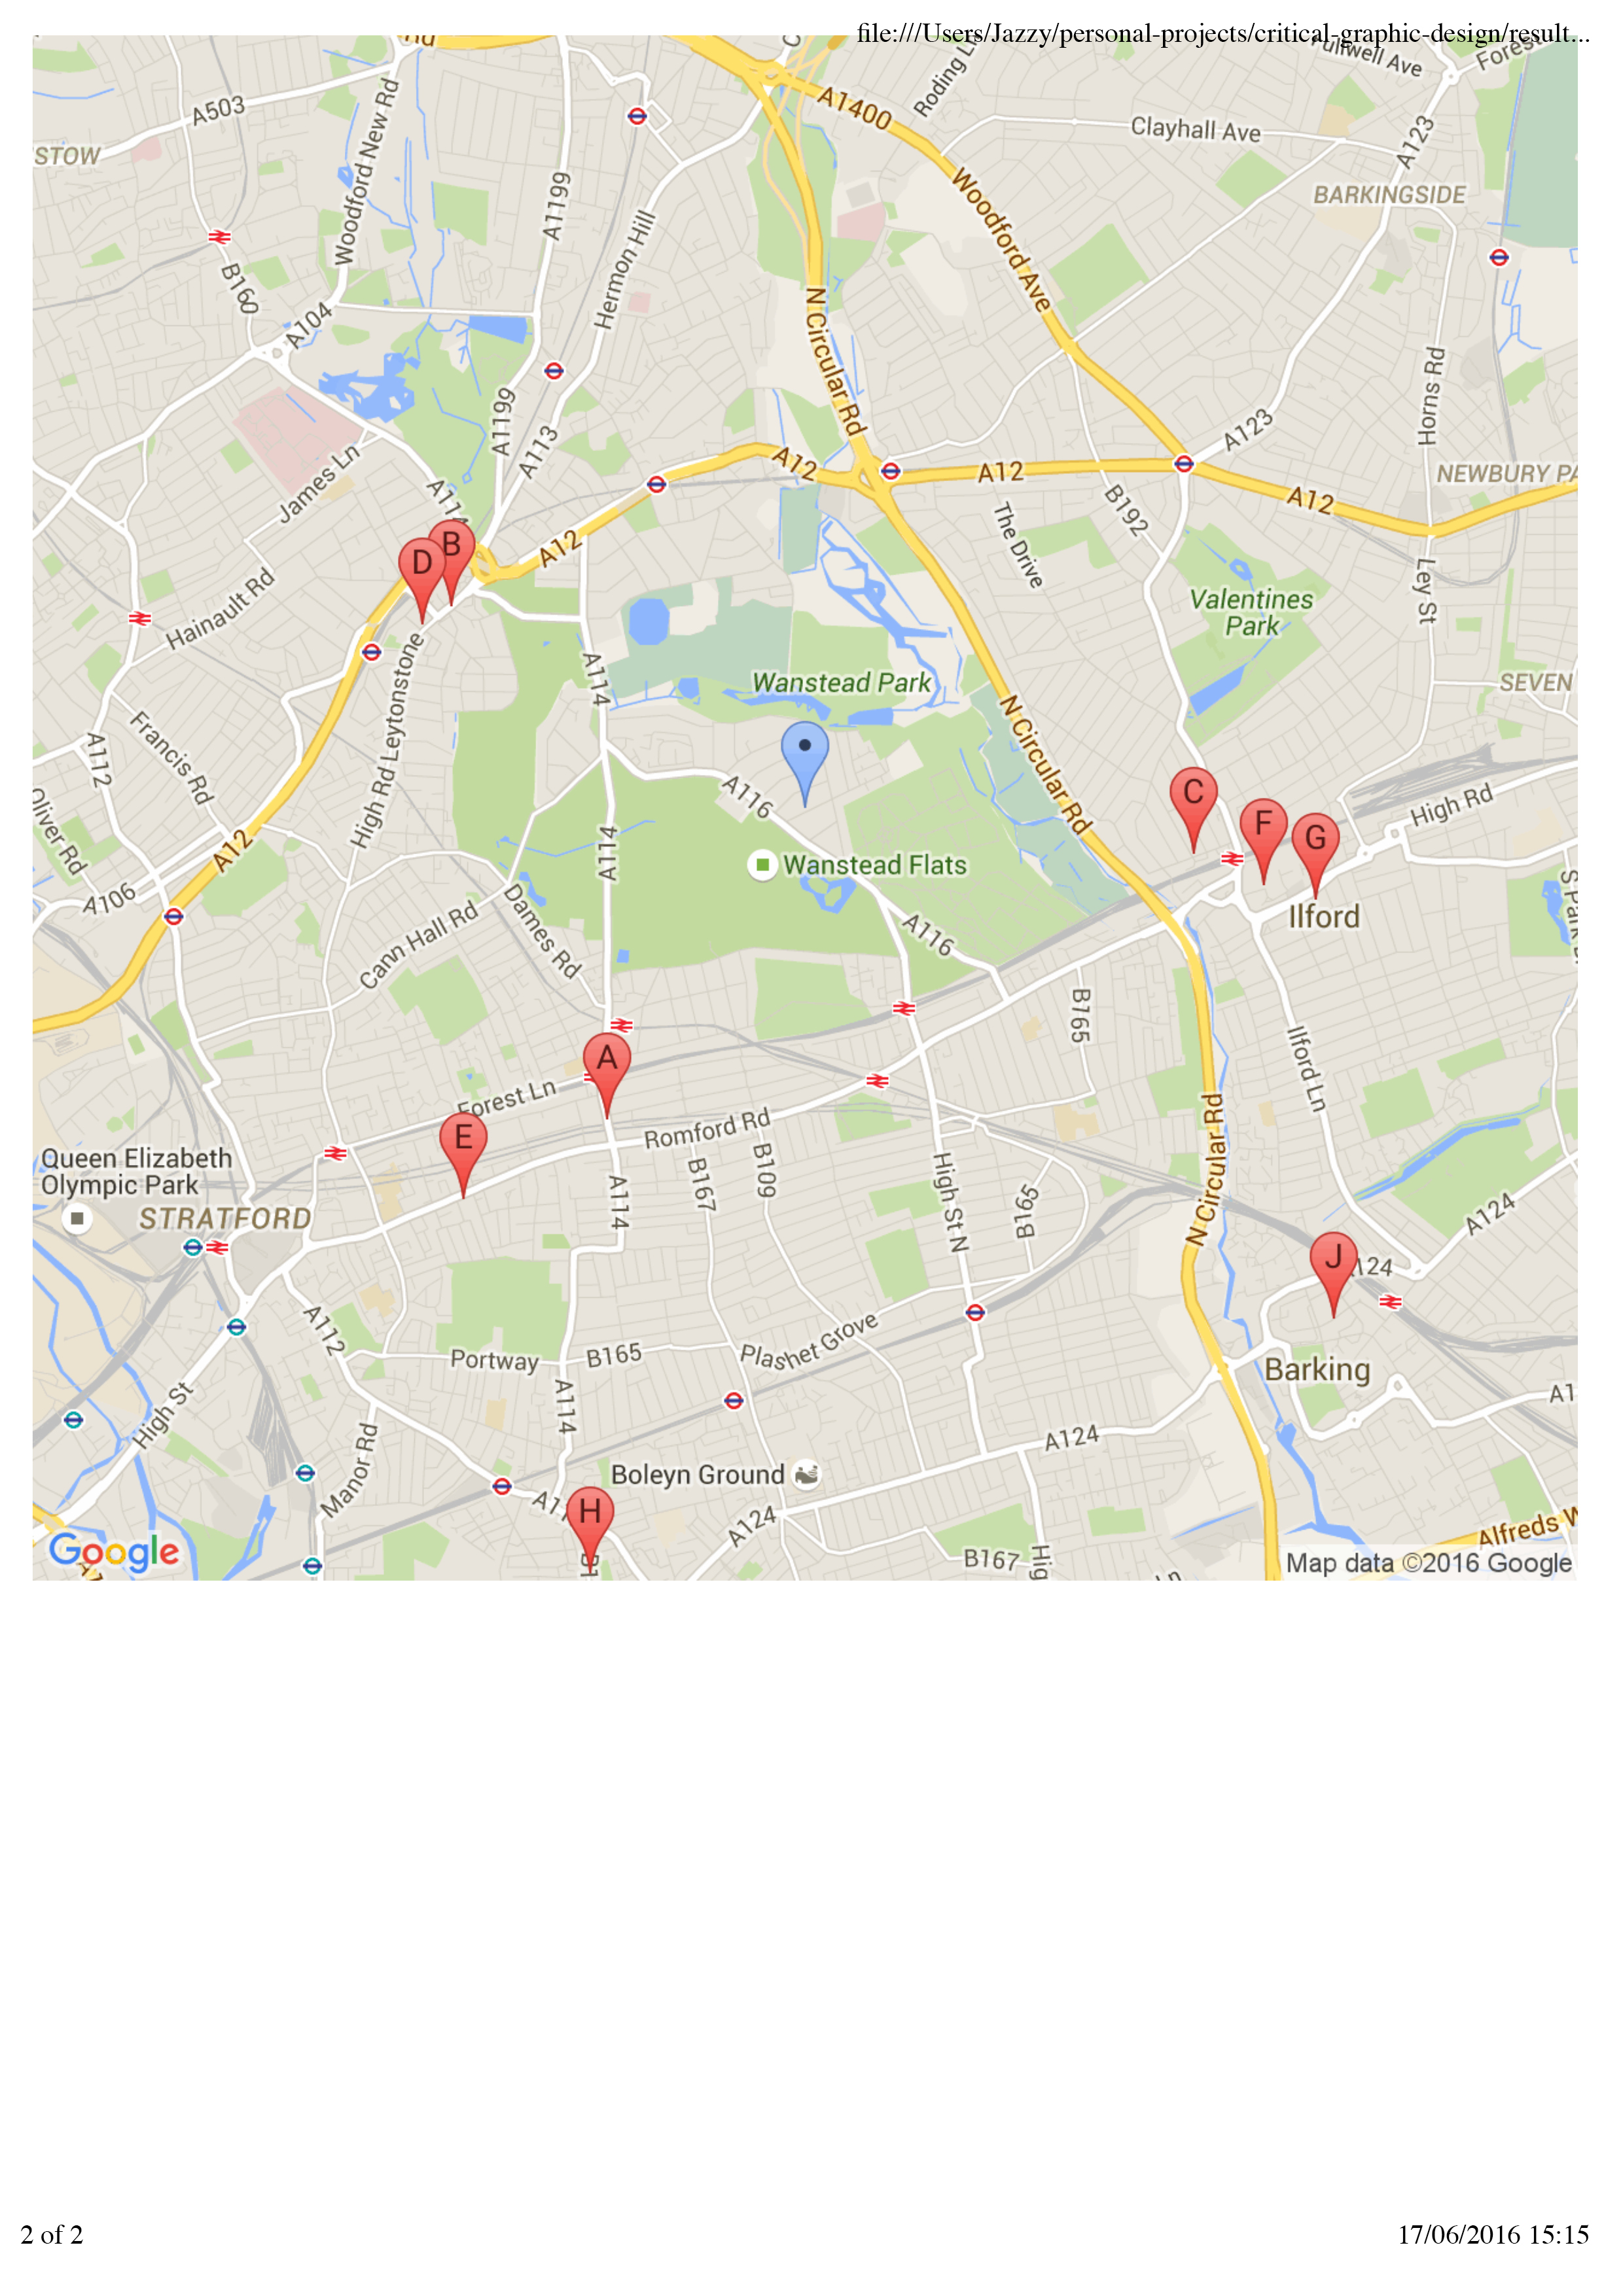 file:///Users/Jazzy/personal-projects/critical-graphic-design/result...
Rd
A503
STOW
Woodford New Rd
A1199
Hermon Hill
A1400
Roding Ln
Clayhall Ave
Fullwell Ave
Fores
A123
BARKINGSIDE
Woodford Ave
B160
A104
N Circular Rd
Horns Rd
A1199
A113
A123
James Ln
A114
A12
A12
A12
NEWBURY PA
A12
B192
The Drive
B
D
A12
Hainault Rd
Ley St
Valentines
Park
High Rd Leytonstone
A114
Wanstead Park
SEVEN
N Circular Rd
Francis Rd
A112
A116
C
F
G
High Rd
Oliver Rd
A12
A114
Wanstead Flats
A106
Dames Rd
Cann Hall Rd
A116
Ilford
S Park
B165
A
Ilford Ln
Forest Ln
E
Romford Rd
Queen Elizabeth
Olympic Park
STRATFORD
A114
B167
B109
High St N
B165
N Circular Rd
A124
J
124
A112
Portway
B165
Plashet Grove
Barking
A1
High St
A114
Manor Rd
A124
Boleyn Ground
A11
H
A124
B1
B167
Hig
Ln
Alfreds W
Google
A1
Map data ©2016 Google
2 of 2
17/06/2016 15:15